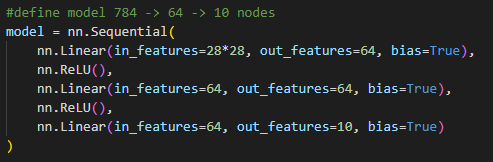 #define model 784 -> 64 -> 10 nodes
model = nn.Sequential(
    nn.Linear(in_features=28*28, out_features=64, bias=True),
    nn.ReLU(),
    nn.Linear(in_features=64, out_features=64, bias=True),
    nn.ReLU(),
    nn.Linear(in_features=64, out_features=10, bias=True)
)